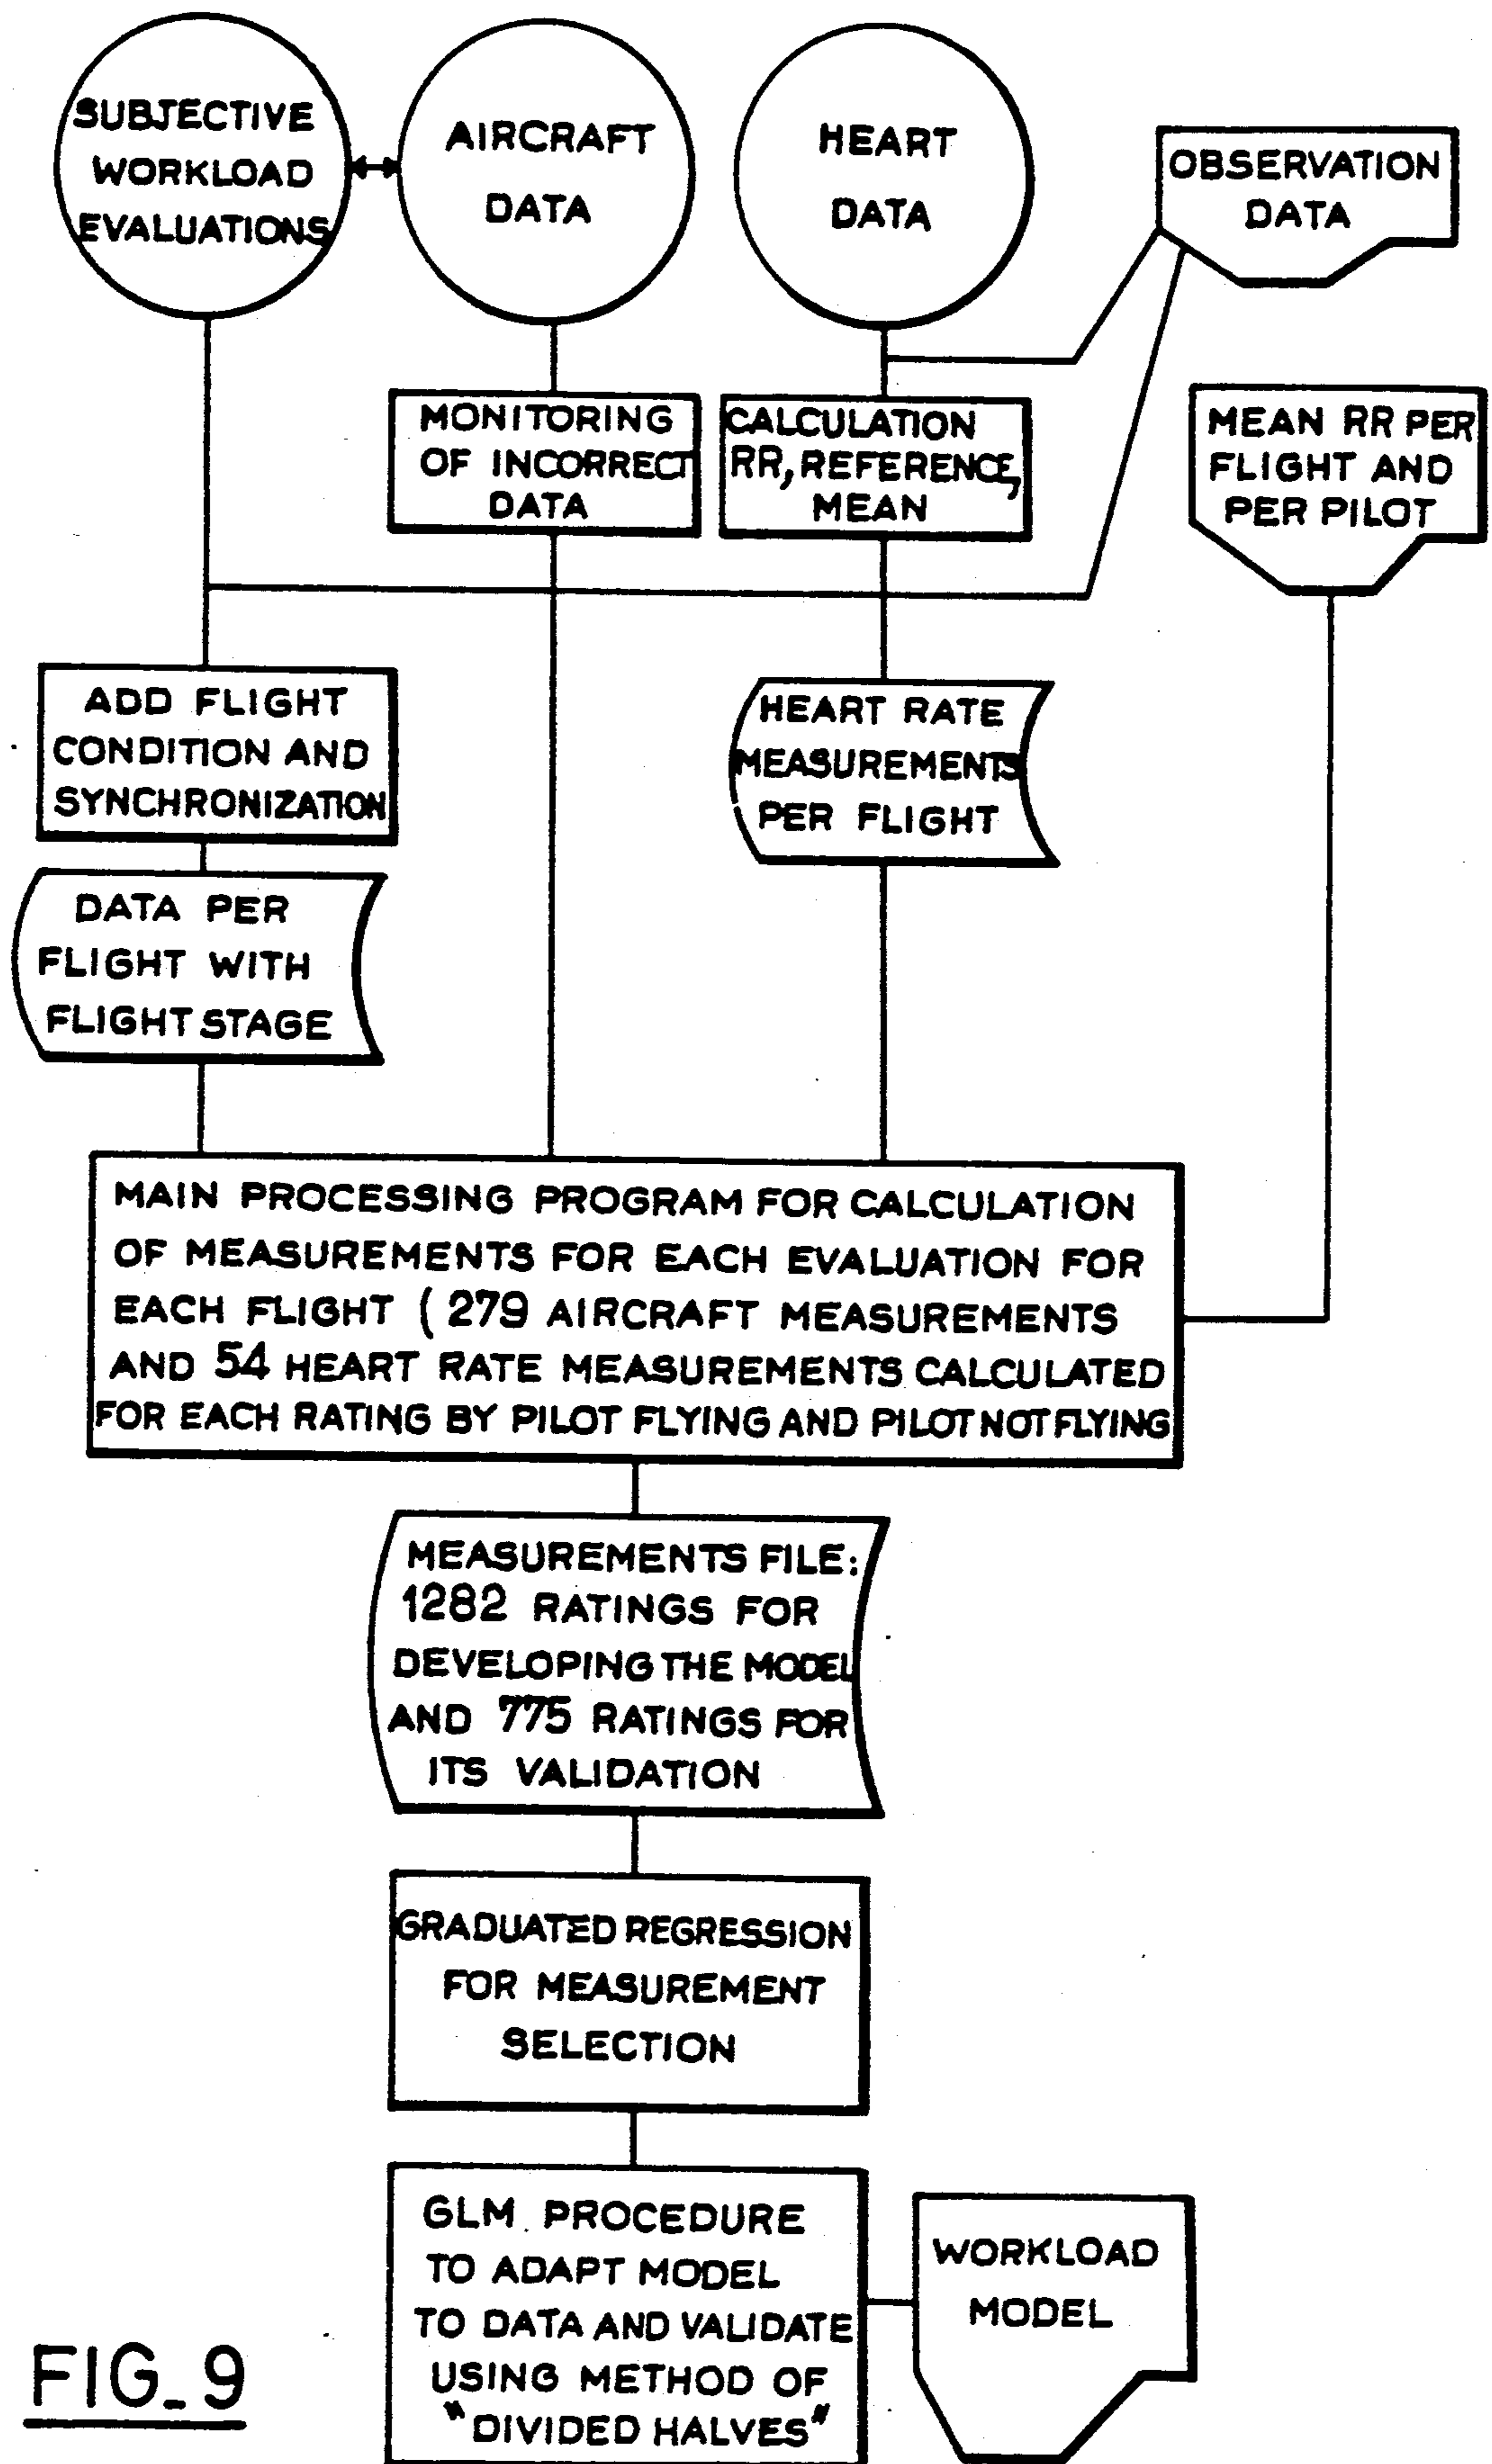 SUBJECTIVE
WORKLOAD
EVALUATIONS
AIRCRAFT
DATA
HEART
DATA
OBSERVATION
DATA
MONITORING
OF INCORRECT
DATA
CALCULATION
RR, REFERENCE,
MEAN
MEAN RR PER
FLIGHT AND
PER PILOT
ADD FLIGHT
CONDITION AND
SYNCHRONIZATION
HEART RATE
MEASUREMENTS
PER FLIGHT
DATA PER
FLIGHT WITH
FLIGHT STAGE
MAIN PROCESSING PROGRAM FOR CALCULATION
OF MEASUREMENTS FOR EACH EVALUATION FOR
EACH FLIGHT ( 279 AIRCRAFT MEASUREMENTS
AND 54 HEART RATE MEASUREMENTS CALCULATED
FOR EACH RATING BY PILOT FLYING AND PILOT NOT FLYING
MEASUREMENTS FILE:
1282 RATINGS FOR
DEVELOPING THE MODEL
AND 775 RATINGS FOR
ITS VALIDATION
GRADUATED REGRESSION
FOR MEASUREMENT
SELECTION
GLM. PROCEDURE
TO ADAPT MODEL
TO DATA AND VALIDATE
USING METHOD OF
"DIVIDED HALVES"
WORKLOAD
MODEL
FIG_9